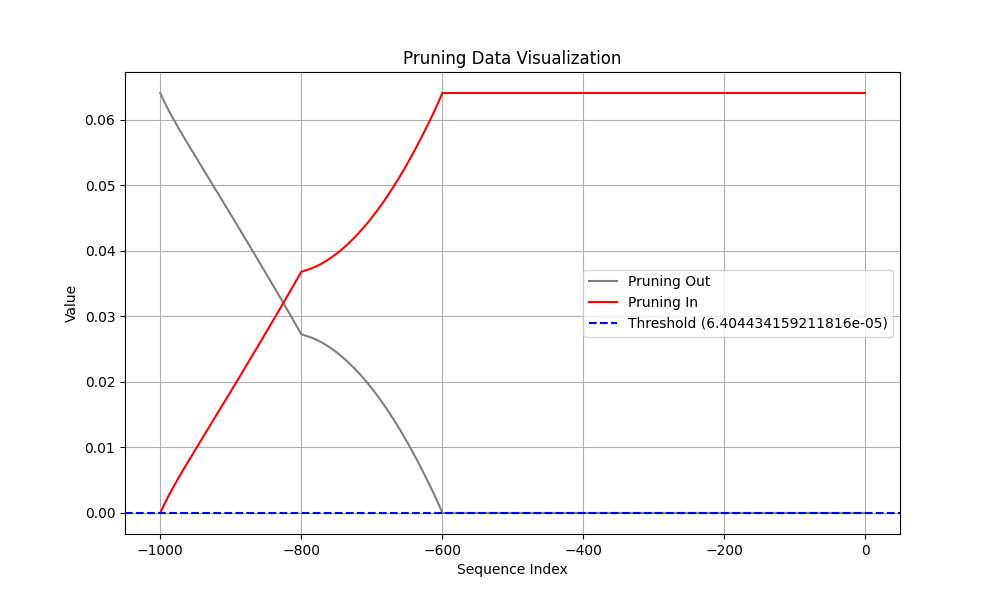 Pruning Data Visualization
Value
0.06
0.05
0.04
0.03
0.02
0.01
0.00
Pruning Out
Pruning In
Threshold (6.404434159211816e-05)
−1000
−800
−600
−400
−200
0
Sequence Index